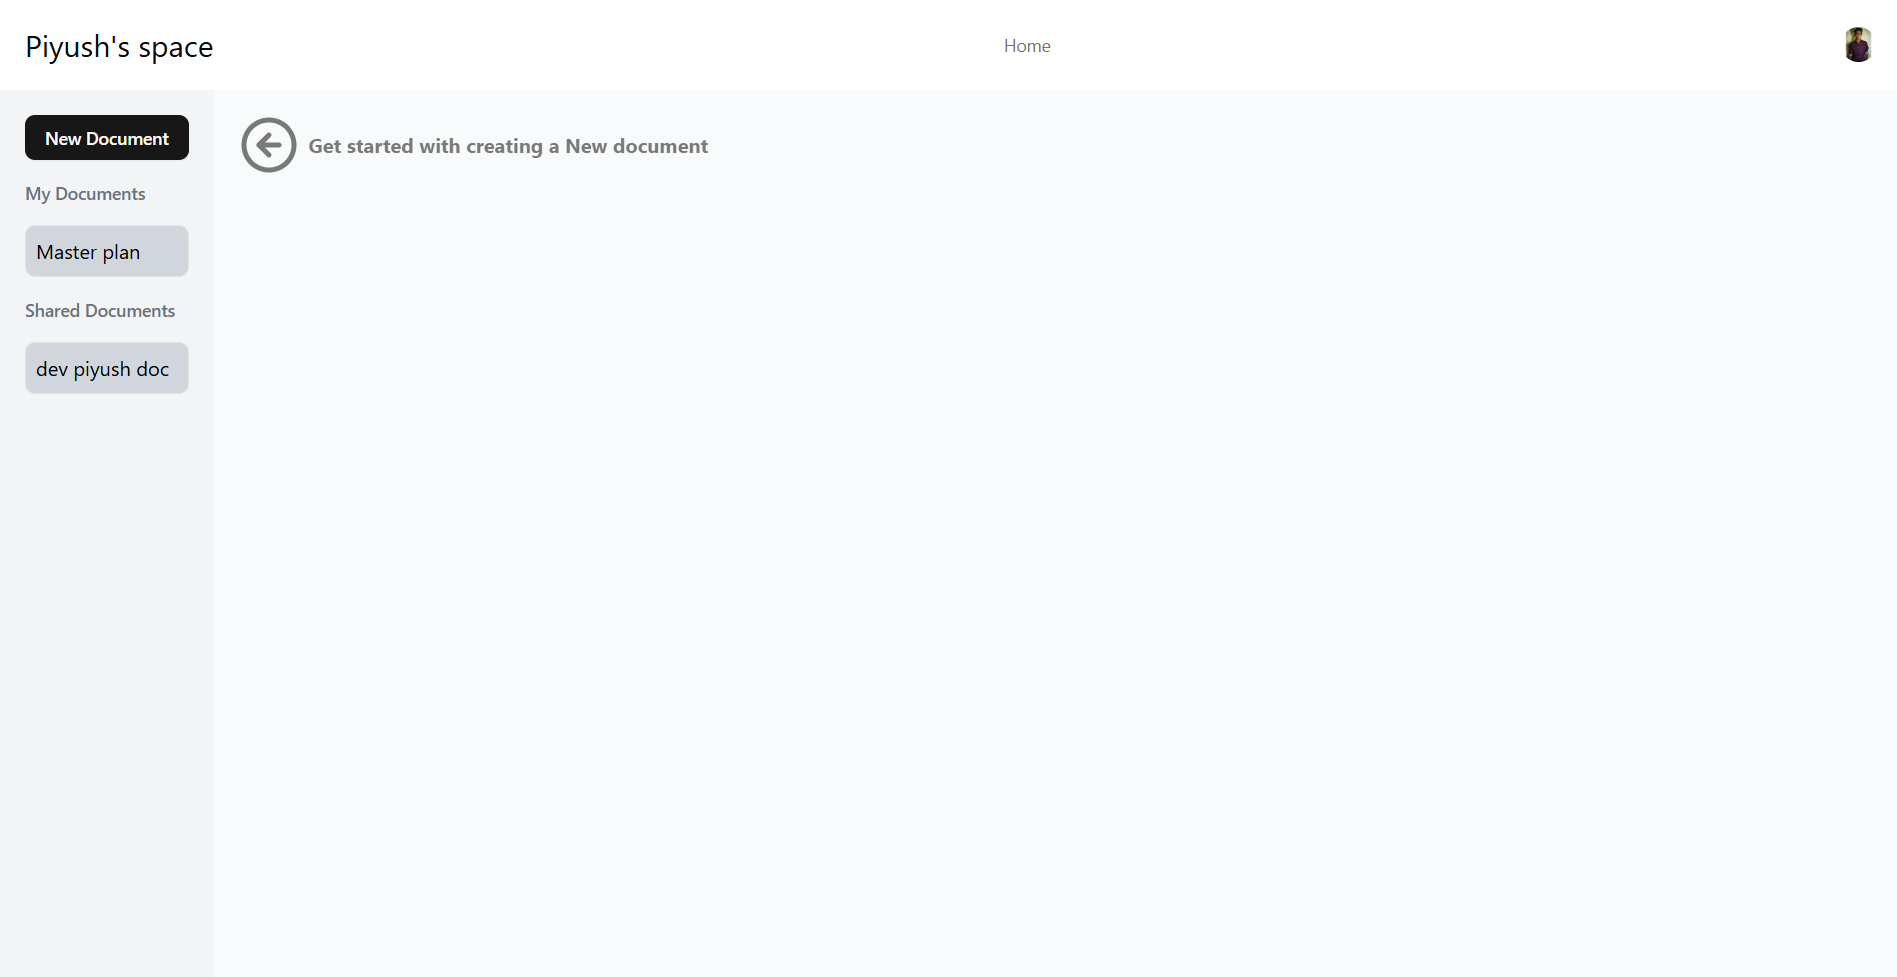 Piyush's space
Home
New Document
Get started with creating a New document
My Documents
Master plan
Shared Documents
dev piyush doc